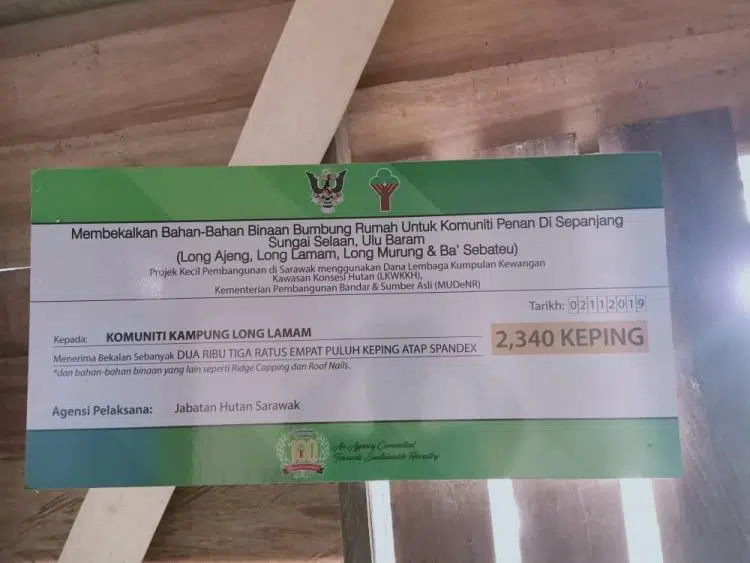 Membekalkan Bahan-Bahan Binaan Bumbung Rumah Untuk Komuniti Penan Di Sepanjang
Sungai Selaan, Ulu Baram
(Long Ajeng, Long Lamam, Long Murung & Ba' Sebateu)
Projek Kecil Pembangunan di Sarawak menggunakan Dana Lembaga Kumpulan Kewangan
Kawasan Konsesi Hutan (LKWKKH),
Kementerian Pembangunan Bandar & Sumber Asli (MUDeNR)
Tarikh: 02112019
Kepada: KOMUNITI KAMPUNG LONG LAMAM
2,340 KEPING
Menerima Bekalan Sebanyak DUA RIBU TIGA RATUS EMPAT PULUH KEPING ATAP SPANDEX
*dan bahan-bahan binaan yang lain seperti Ridge Capping dan Roof Nails.
Agensi Pelaksana: Jabatan Hutan Sarawak
100
An Agency Committed
Towards Sustainable Forestry